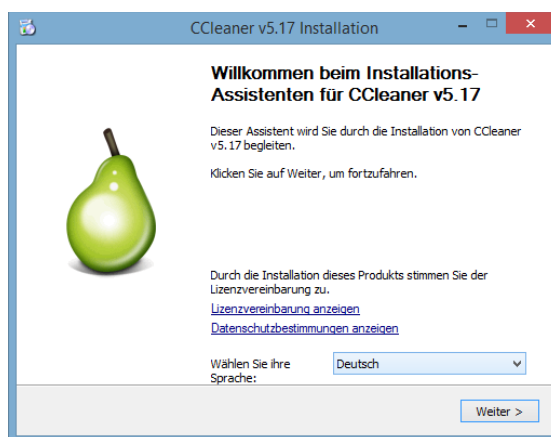 CCleaner v5.17 Installation
Willkommen beim Installations-
Assistenten für CCleaner v5.17
Dieser Assistent wird Sie durch die Installation von CCleaner
v5.17 begleiten.
Klicken Sie auf Weiter, um fortzufahren.
Durch die Installation dieses Produkts stimmen Sie der
Lizenzvereinbarung zu.
Lizenzvereinbarung anzeigen
Datenschutzbestimmungen anzeigen
Wählen Sie ihre
Sprache:
Deutsch
Weiter >